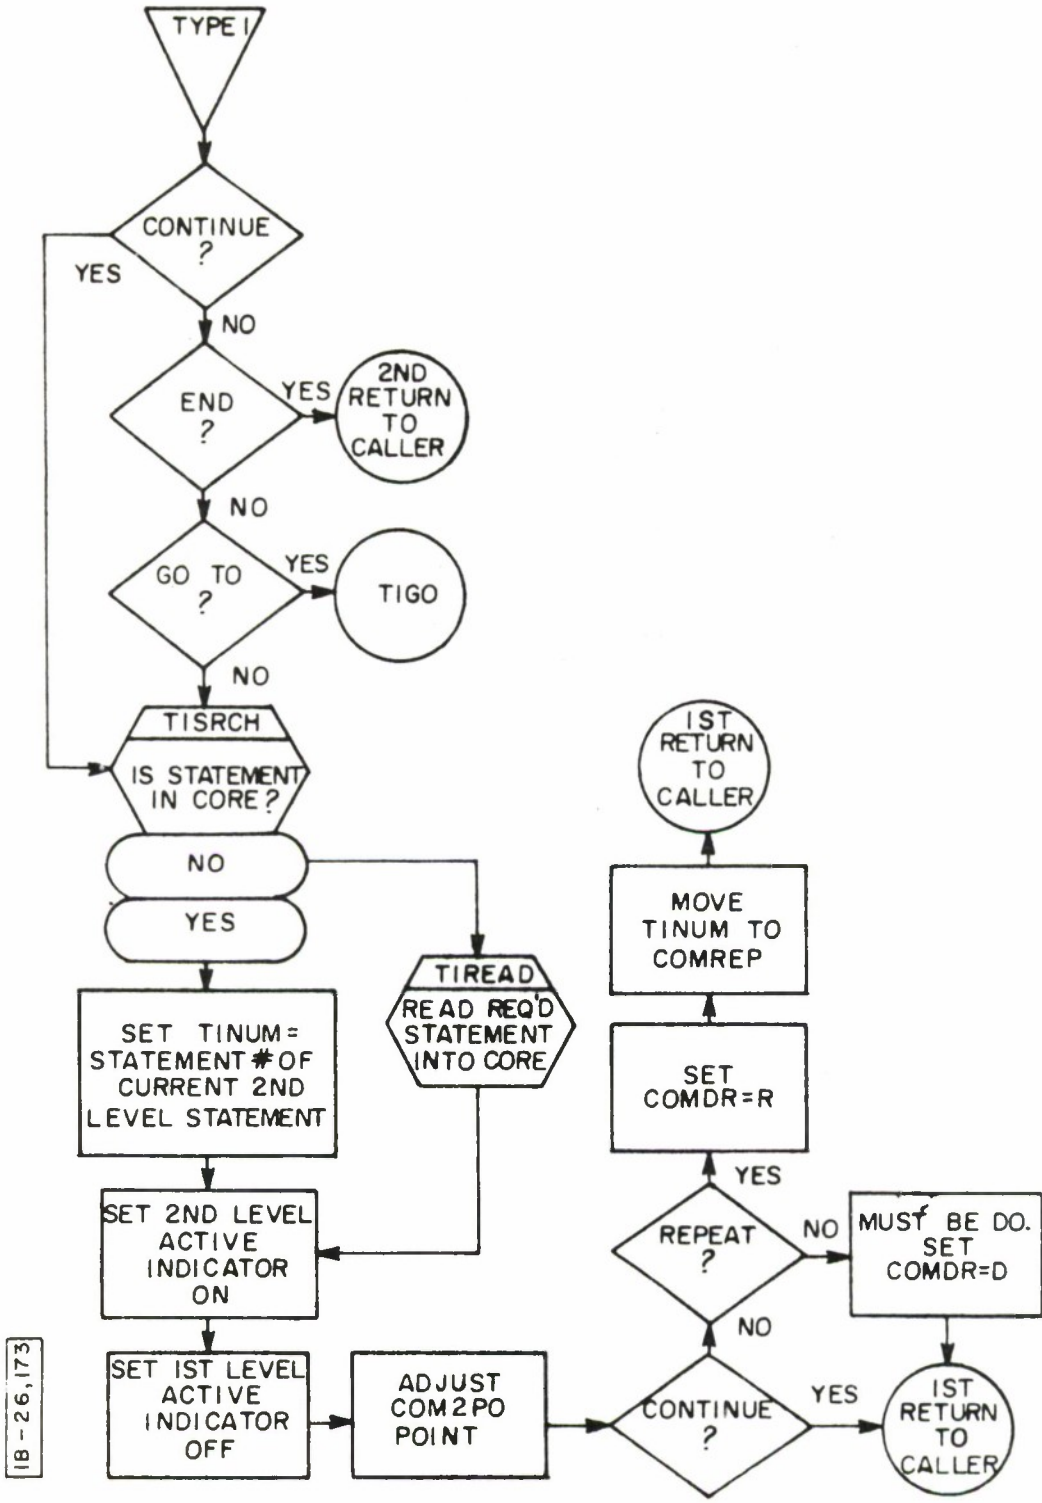 TYPE I
CONTINUE
?
YES
NO
END
?
YES
2ND
RETURN
TO
CALLER
NO
GO TO
?
YES
TIGO
NO
TISRCH
IS STATEMENT
IN CORE?
NO
YES
TIREAD
READ REQ'D
STATEMENT
INTO CORE
SET TINUM=
STATEMENT # OF
CURRENT 2ND
LEVEL STATEMENT
SET 2ND LEVEL
ACTIVE
INDICATOR
ON
SET IST LEVEL
ACTIVE
INDICATOR
OFF
ADJUST
COM2PO
POINT
CONTINUE
?
YES
IST
RETURN
TO
CALLER
NO
REPEAT
?
NO
MUST BE DO.
SET
COMDR=D
YES
SET
COMDR=R
MOVE
TINUM TO
COMREP
IST
RETURN
TO
CALLER
IB-26,173